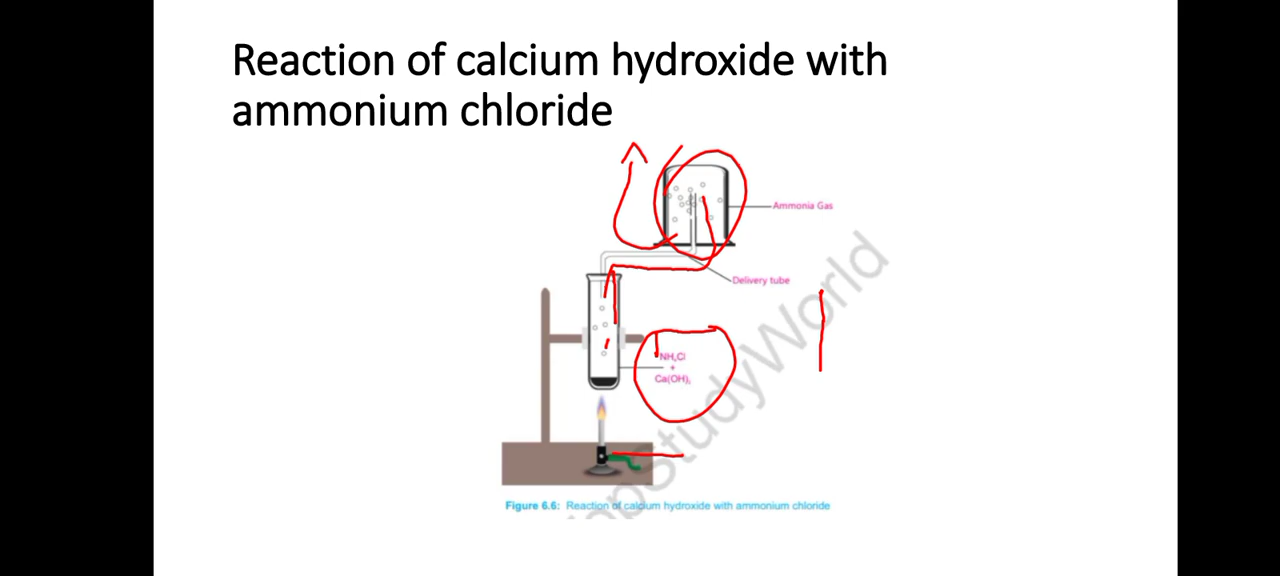 Reaction of calcium hydroxide with
ammonium chloride
Ammonia Gas
Delivery tube
NH₄Cl
+
Ca(OH)₂
StudyWorld
Figure 6.6: Reaction of calcium hydroxide with ammonium chloride